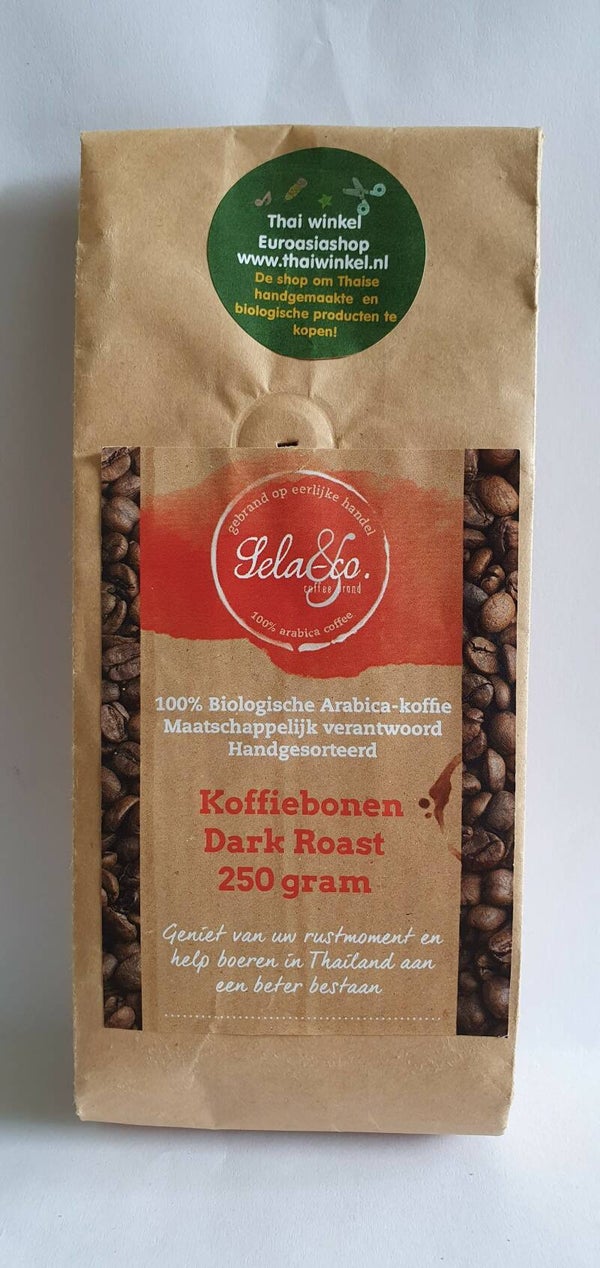 Thai winkel
Euroasiashop
www.thaiwinkel.nl
De shop om Thaise
handgemaakte en
biologische producten te
kopen!
gebrand op eerlijke handel
Sela&co.
coffee brand
100% arabica coffee
100% Biologische Arabica-koffie
Maatschappelijk verantwoord
Handgesorteerd
Koffiebonen
Dark Roast
250 gram
Geniet van uw rustmoment en
help boeren in Thailand aan
een beter bestaan